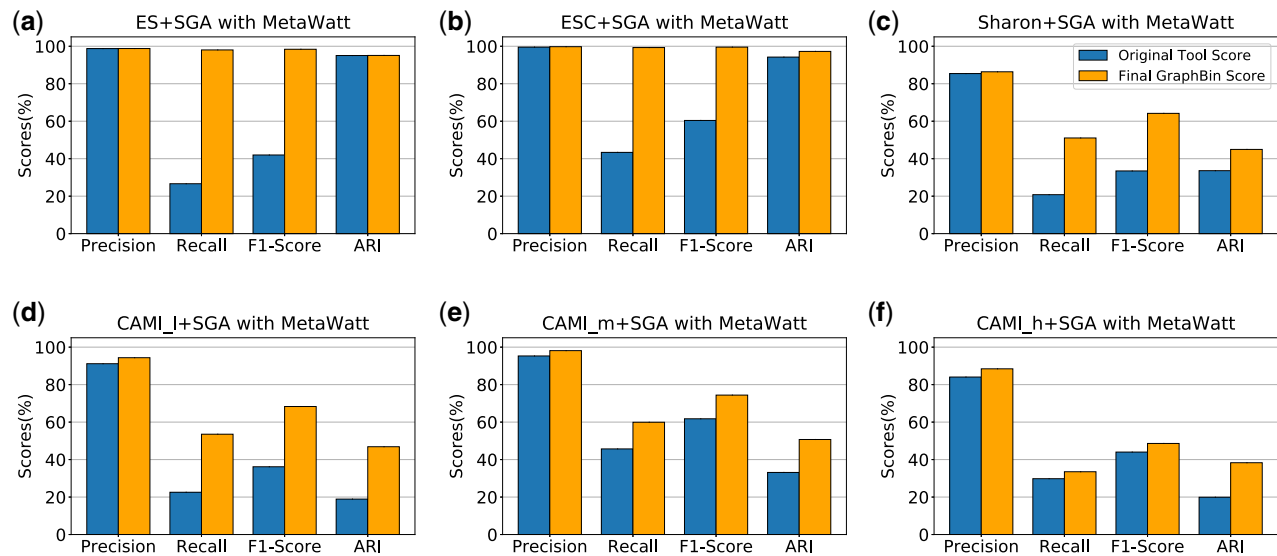 (a) ES+SGA with MetaWatt
100
80
60
40
20
0
Scores(%)
Precision Recall F1-Score ARI
(b) ESC+SGA with MetaWatt
100
80
60
40
20
0
Scores(%)
Precision Recall F1-Score ARI
(c) Sharon+SGA with MetaWatt
Original Tool Score
Final GraphBin Score
100
80
60
40
20
0
Scores(%)
Precision Recall F1-Score ARI
(d) CAMI_l+SGA with MetaWatt
100
80
60
40
20
0
Scores(%)
Precision Recall F1-Score ARI
(e) CAMI_m+SGA with MetaWatt
100
80
60
40
20
0
Scores(%)
Precision Recall F1-Score ARI
(f) CAMI_h+SGA with MetaWatt
100
80
60
40
20
0
Scores(%)
Precision Recall F1-Score ARI